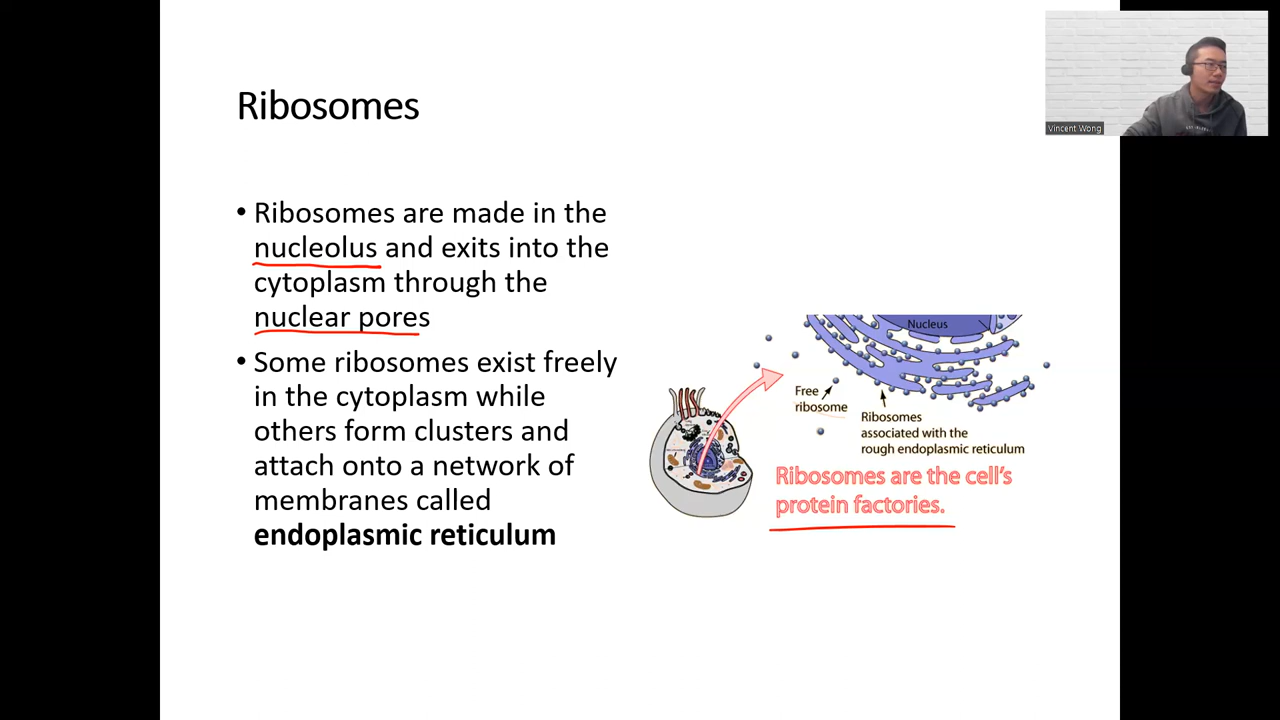 Vincent Wong
Ribosomes
• Ribosomes are made in the
nucleolus and exits into the
cytoplasm through the
nuclear pores
• Some ribosomes exist freely
in the cytoplasm while
others form clusters and
attach onto a network of
membranes called
endoplasmic reticulum
Nucleus
Free
ribosome
Ribosomes
associated with the
rough endoplasmic reticulum
Ribosomes are the cell's
protein factories.